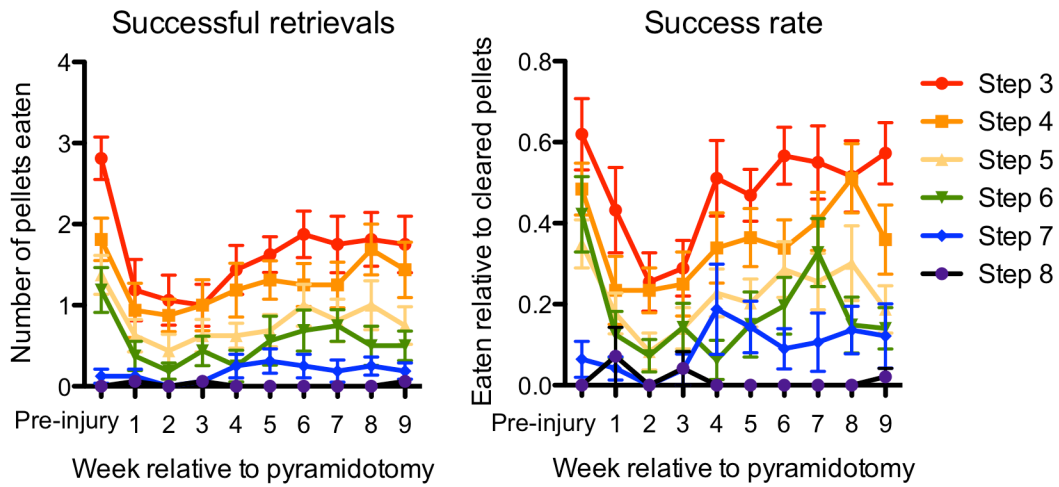 Successful retrievals
Number of pellets eaten
4
3
2
1
0
Pre-injury 1 2 3 4 5 6 7 8 9
Week relative to pyramidotomy
Success rate
Eaten relative to cleared pellets
0.8
0.6
0.4
0.2
0.0
Pre-injury 1 2 3 4 5 6 7 8 9
Week relative to pyramidotomy
Step 3
Step 4
Step 5
Step 6
Step 7
Step 8